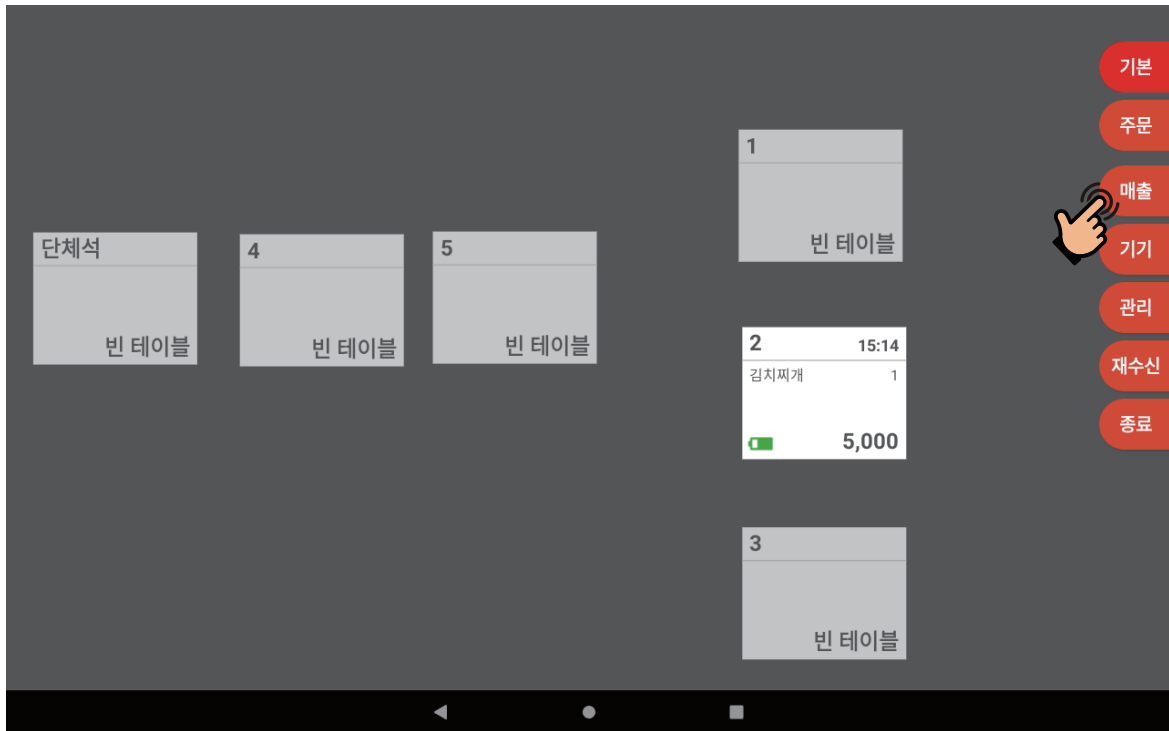 단체석
빈 테이블
4
빈 테이블
5
빈 테이블
1
빈 테이블
2 15:14
김치찌개 1
5,000
3
빈 테이블
기본
주문
매출
기기
관리
재수신
종료